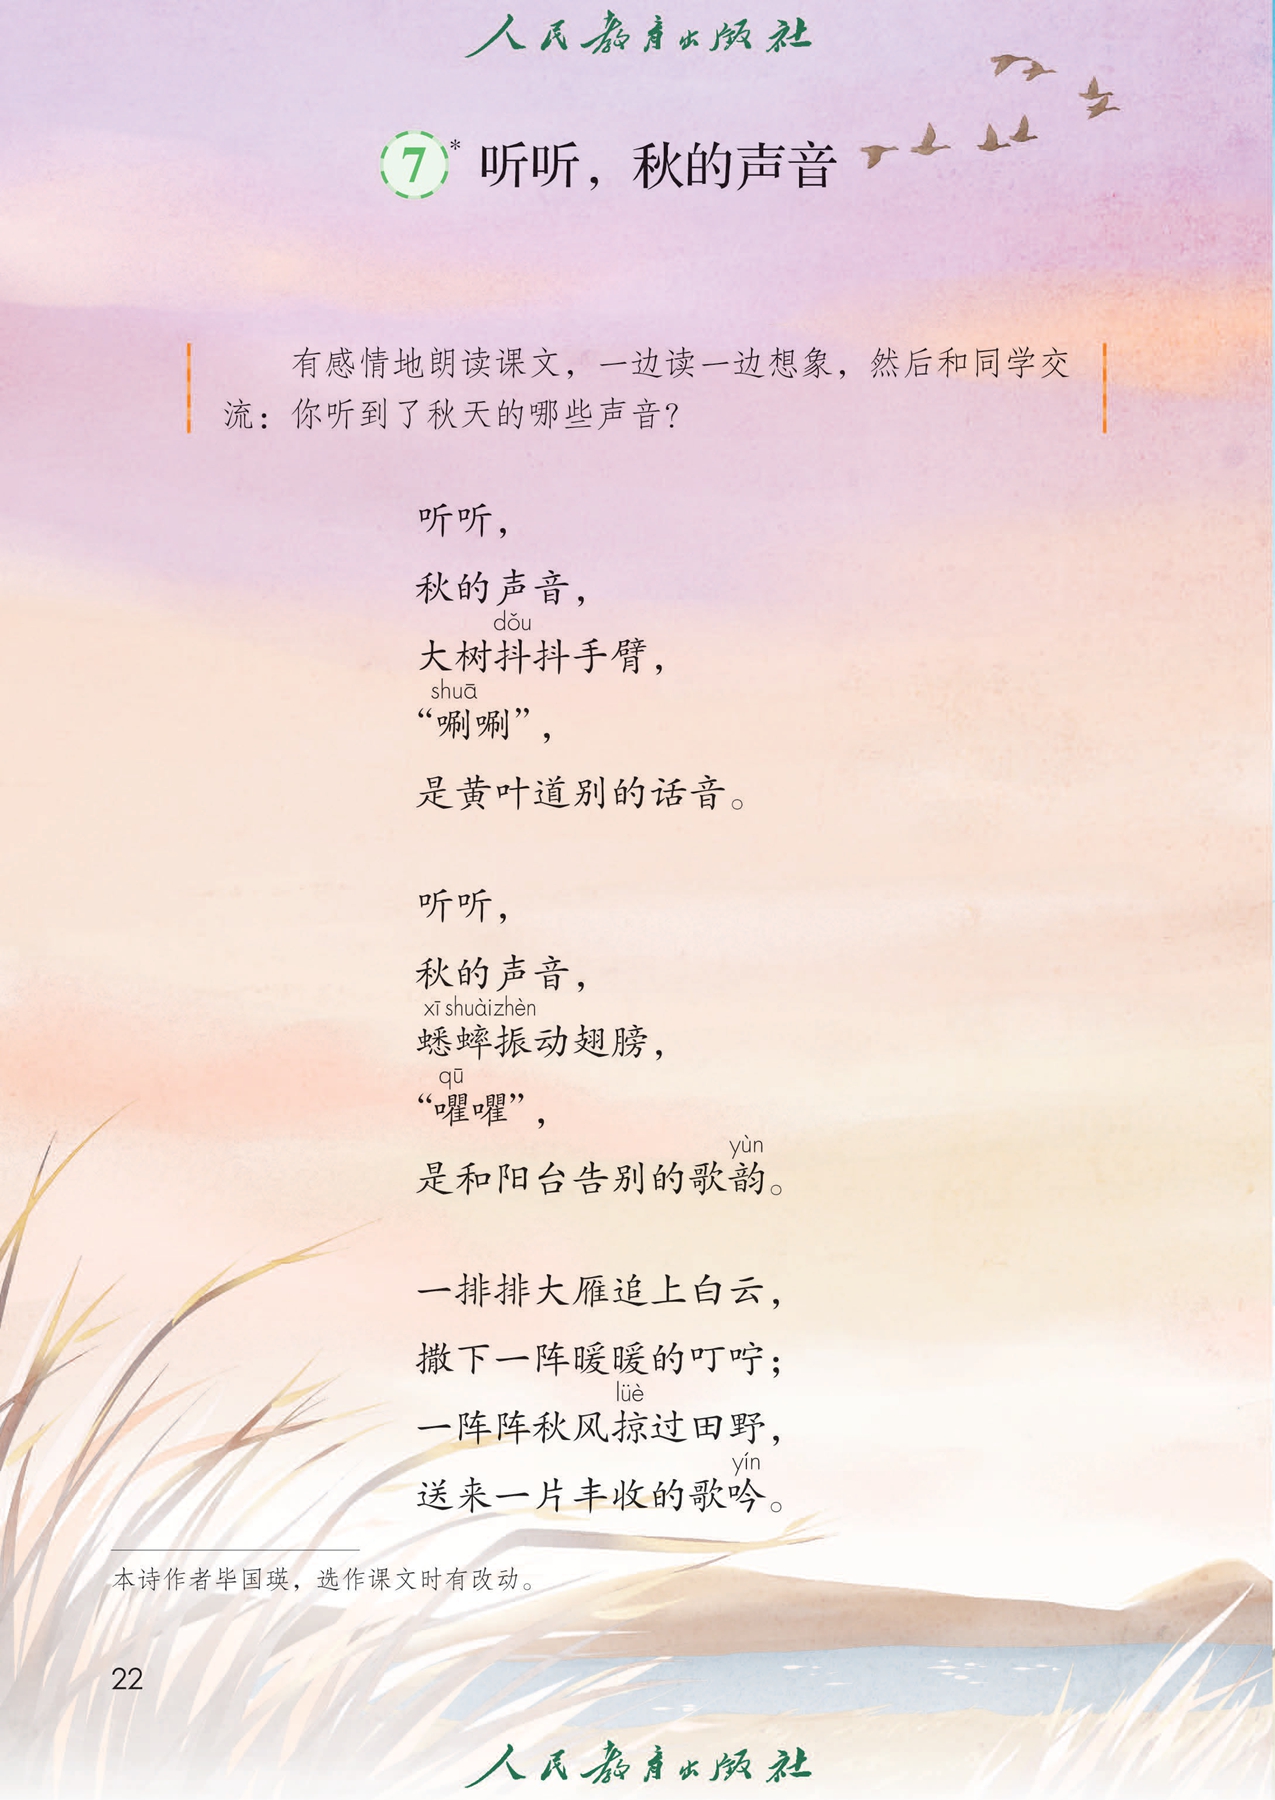 人民教育出版社
7* 听听，秋的声音
有感情地朗读课文，一边读一边想象，然后和同学交
流：你听到了秋天的哪些声音？
听听，
秋的声音，
dǒu
大树抖抖手臂，
shuā
“唰唰”，
是黄叶道别的话音。
听听，
秋的声音，
xī shuài zhèn
蟋蟀振动翅膀，
qū
“㘗㘗”，
yùn
是和阳台告别的歌韵。
一排排大雁追上白云，
撒下一阵暖暖的叮咛；
lüè
一阵阵秋风掠过田野，
yín
送来一片丰收的歌吟。
本诗作者毕国瑛，选作课文时有改动。
22
人民教育出版社